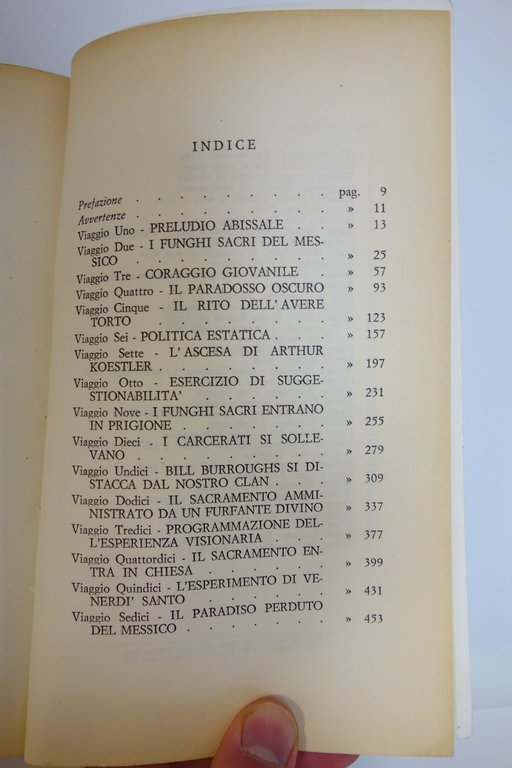 INDICE
Prefazione . . . . . . . . . pag. 9
Avvertenze . . . . . . . . . » 11
Viaggio Uno - PRELUDIO ABISSALE . . » 13
Viaggio Due - I FUNGHI SACRI DEL MES-
SICO . . . . . . . . . » 25
Viaggio Tre - CORAGGIO GIOVANILE . . » 57
Viaggio Quattro - IL PARADOSSO OSCURO » 93
Viaggio Cinque - IL RITO DELL'AVERE
TORTO . . . . . . . . » 123
Viaggio Sei - POLITICA ESTATICA . . . » 157
Viaggio Sette - L'ASCESA DI ARTHUR
KOESTLER . . . . . . . » 197
Viaggio Otto - ESERCIZIO DI SUGGE-
STIONABILITA' . . . . . . » 231
Viaggio Nove - I FUNGHI SACRI ENTRANO
IN PRIGIONE . . . . . . » 255
Viaggio Dieci - I CARCERATI SI SOLLE-
VANO . . . . . . . . » 279
Viaggio Undici - BILL BURROUGHS SI DI-
STACCA DAL NOSTRO CLAN . . . » 309
Viaggio Dodici - IL SACRAMENTO AMMI-
NISTRATO DA UN FURFANTE DIVINO » 337
Viaggio Tredici - PROGRAMMAZIONE DEL-
L'ESPERIENZA VISIONARIA . . . » 377
Viaggio Quattordici - IL SACRAMENTO EN-
TRA IN CHIESA . . . . . . » 399
Viaggio Quindici - L'ESPERIMENTO DI VE-
NERDI' SANTO . . . . . . » 431
Viaggio Sedici - IL PARADISO PERDUTO
DEL MESSICO . . . . . . » 453